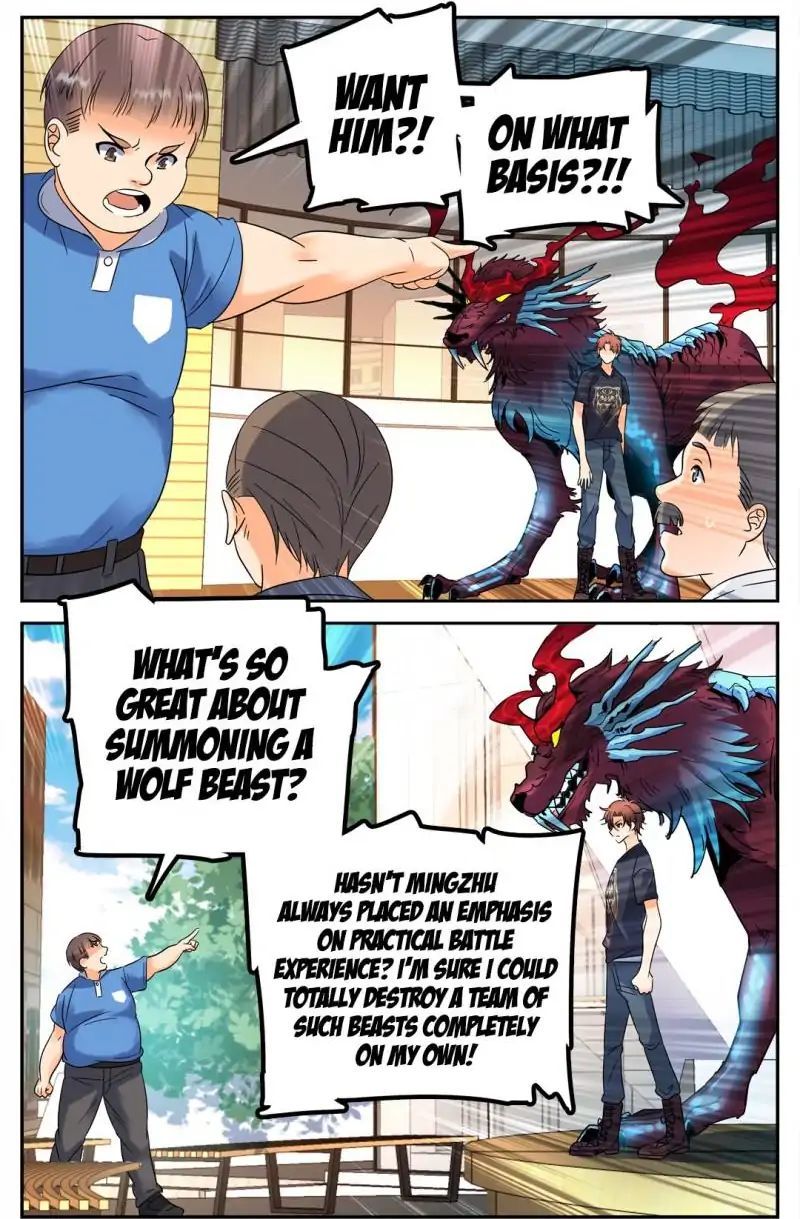 WANT
HIM?!
ON WHAT
BASIS?!!
WHAT'S SO
GREAT ABOUT
SUMMONING A
WOLF BEAST?
HASN'T MINGZHU
ALWAYS PLACED AN EMPHASIS
ON PRACTICAL BATTLE
EXPERIENCE? I'M SURE I COULD
TOTALLY DESTROY A TEAM OF
SUCH BEASTS COMPLETELY
ON MY OWN!